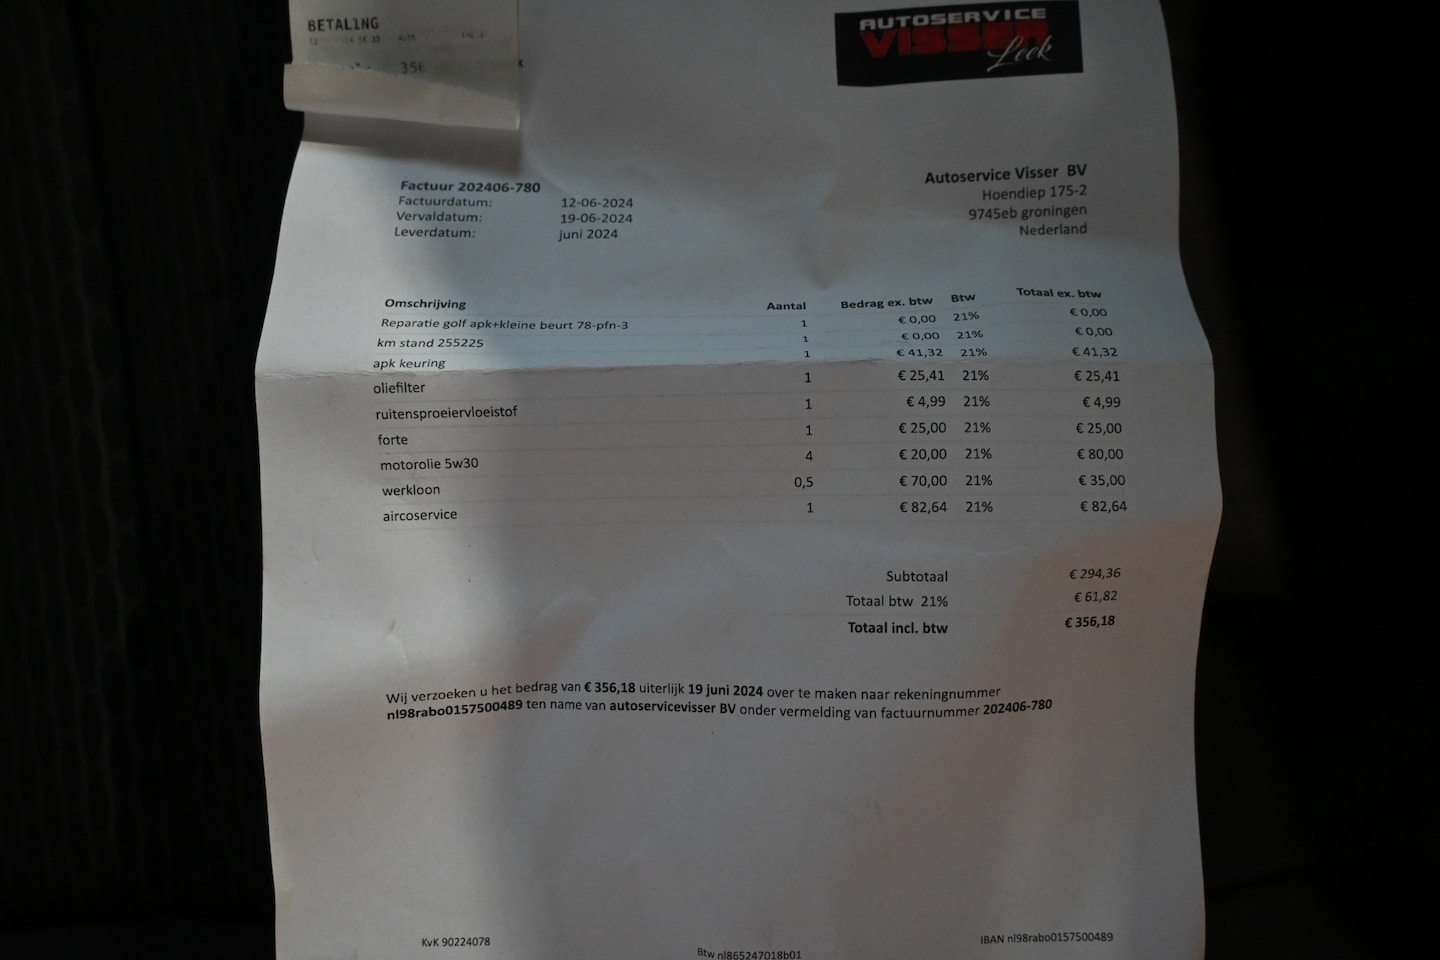 BETALING
AUTOSERVICE
VISSER
Leek
Autoservice Visser BV
Hoendiep 175-2
9745eb groningen
Nederland
Factuur 202406-780
Factuurdatum: 12-06-2024
Vervaldatum: 19-06-2024
Leverdatum: juni 2024
Omschrijving Aantal Bedrag ex. btw Btw Totaal ex. btw
Reparatie golf apk+kleine beurt 78-pfn-3 1 € 0,00 21% € 0,00
km stand 255225 1 € 0,00 21% € 0,00
apk keuring 1 € 41,32 21% € 41,32
oliefilter 1 € 25,41 21% € 25,41
ruitensproeiervloeistof 1 € 4,99 21% € 4,99
forte 1 € 25,00 21% € 25,00
motorolie 5w30 4 € 20,00 21% € 80,00
werkloon 0,5 € 70,00 21% € 35,00
aircoservice 1 € 82,64 21% € 82,64
Subtotaal € 294,36
Totaal btw 21% € 61,82
Totaal incl. btw € 356,18
Wij verzoeken u het bedrag van € 356,18 uiterlijk 19 juni 2024 over te maken naar rekeningnummer
nl98rabo0157500489 ten name van autoservicevisser BV onder vermelding van factuurnummer 202406-780
KvK 90224078
Btw nl865247018b01
IBAN nl98rabo0157500489